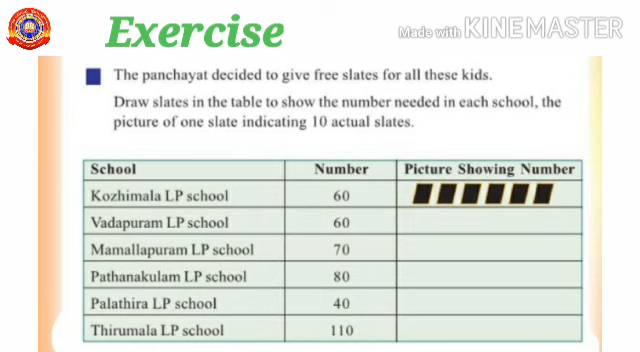 Exercise
Made with KINEMASTER
The panchayat decided to give free slates for all these kids.
Draw slates in the table to show the number needed in each school, the
picture of one slate indicating 10 actual slates.
School Number Picture Showing Number
Kozhimala LP school 60
Vadapuram LP school 60
Mamallapuram LP school 70
Pathanakulam LP school 80
Palathira LP school 40
Thirumala LP school 110